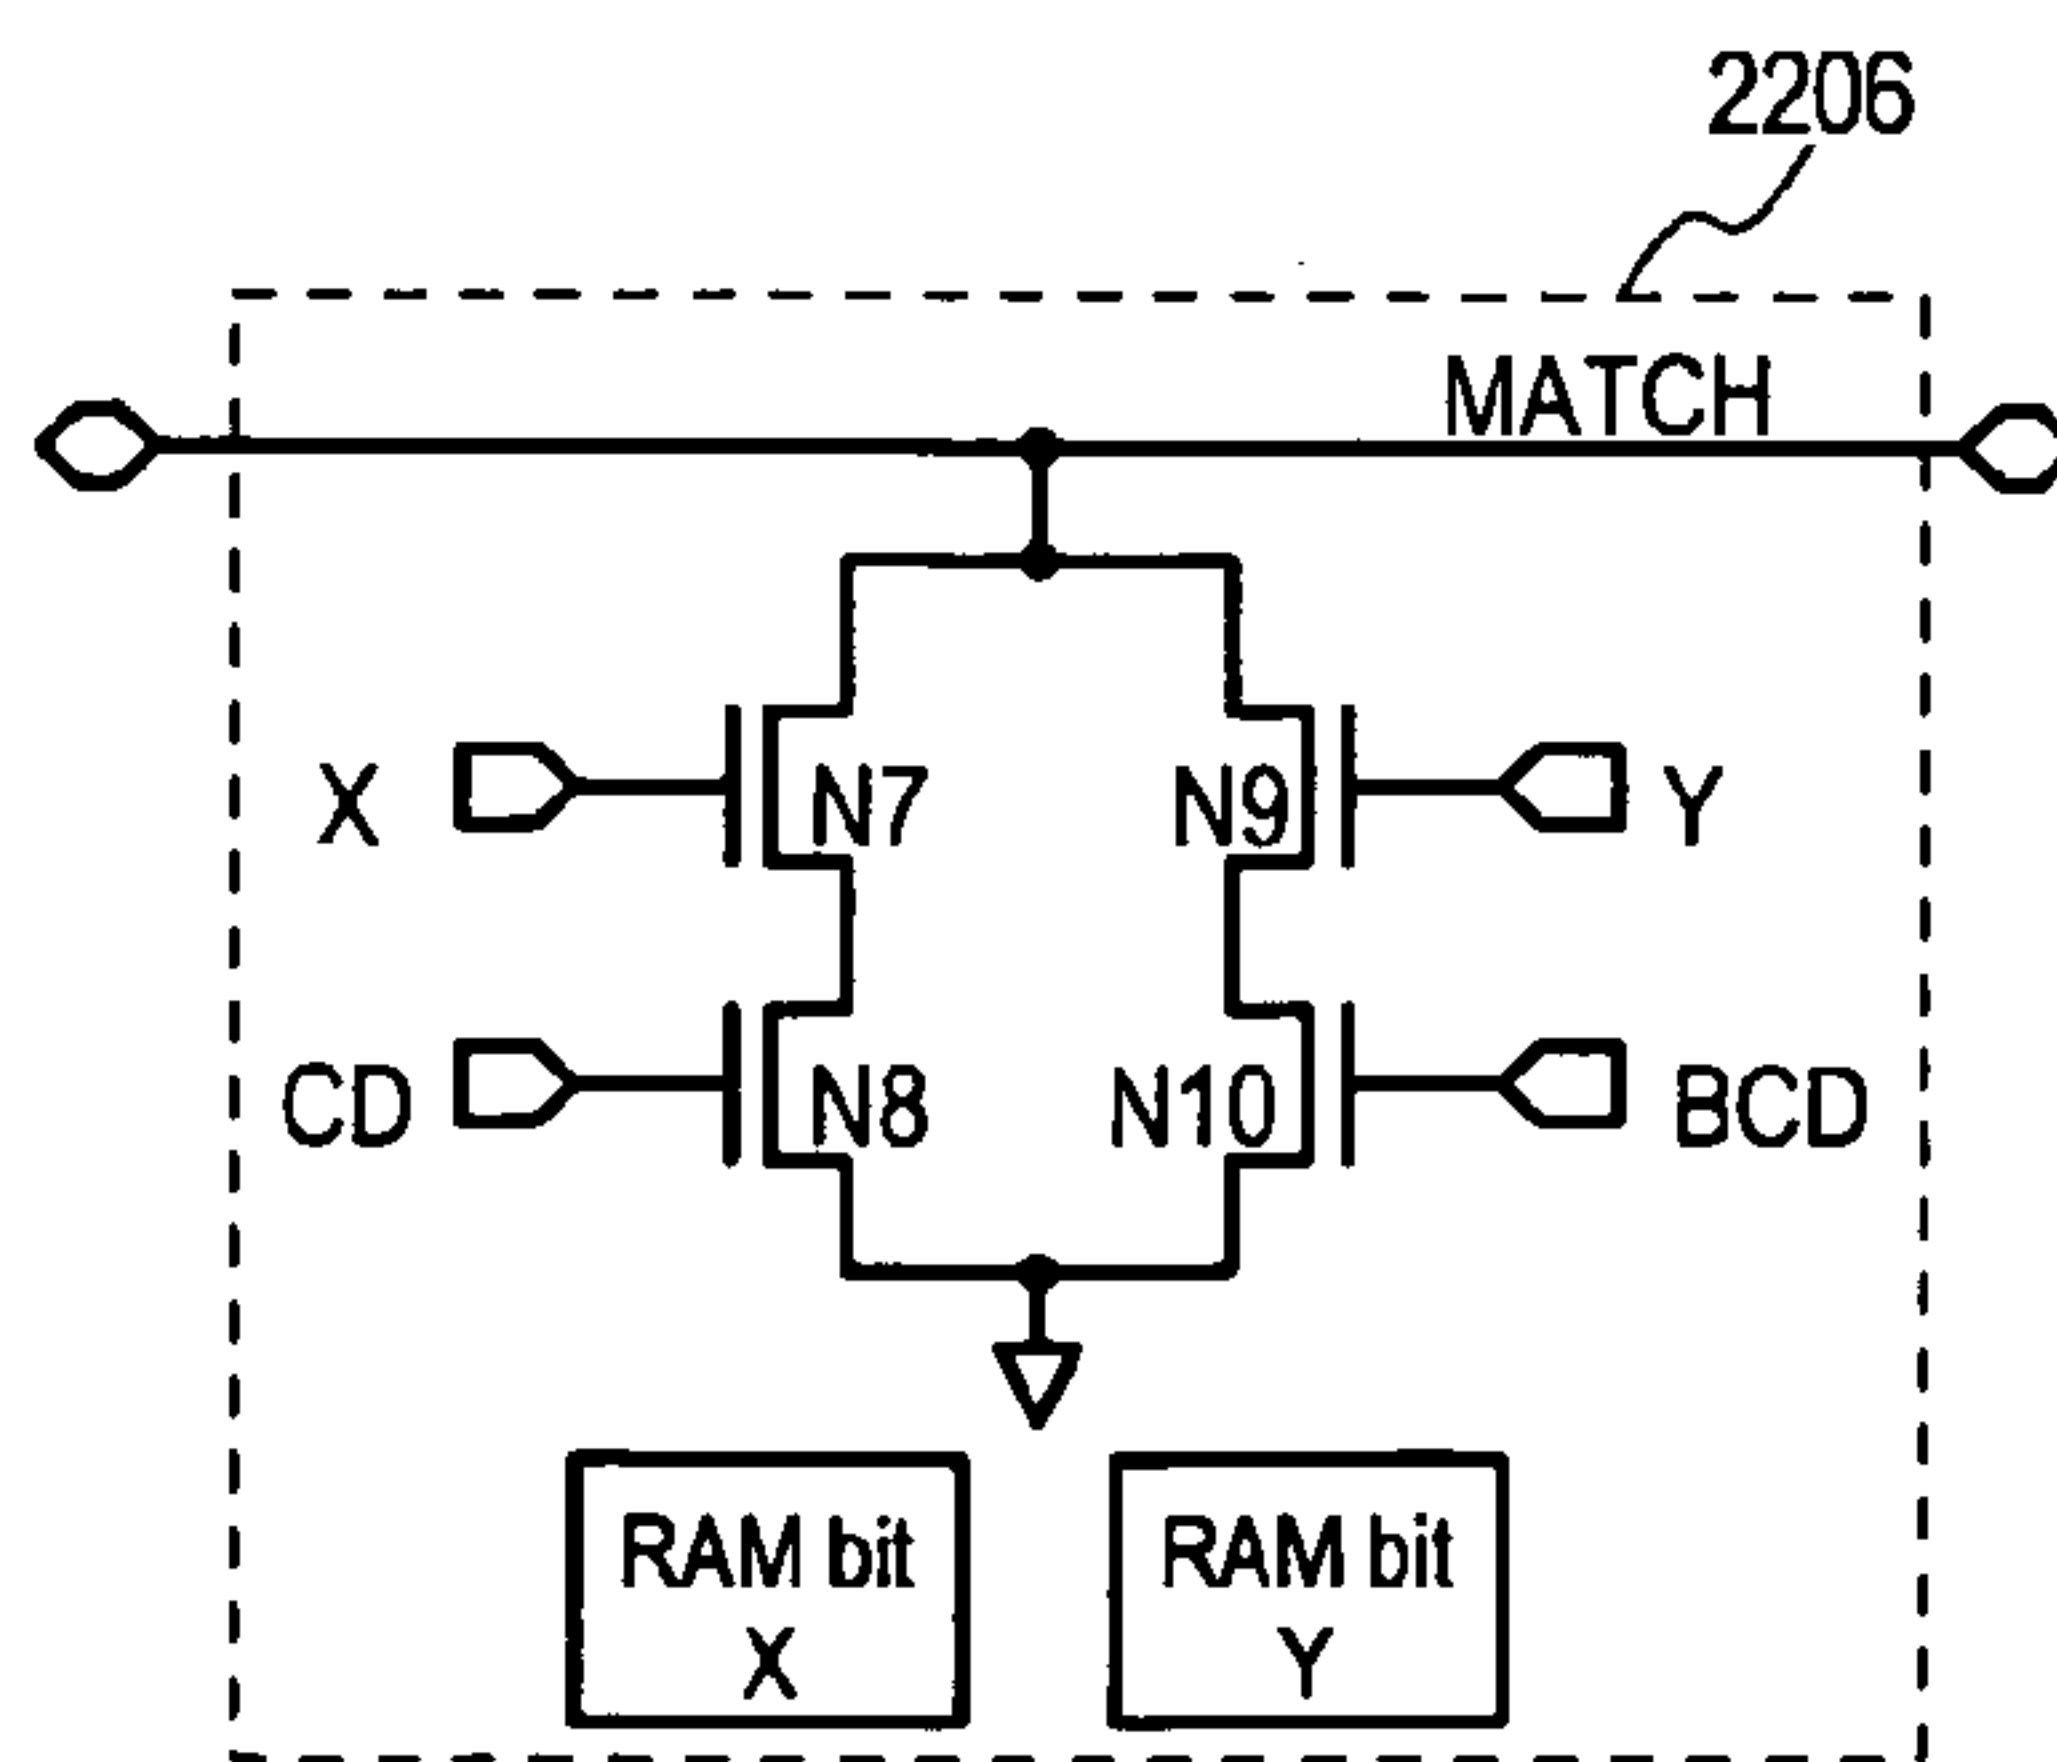 2206
MATCH
X N7 N9 Y
CD N8 N10 BCD
RAM bit
X
RAM bit
Y